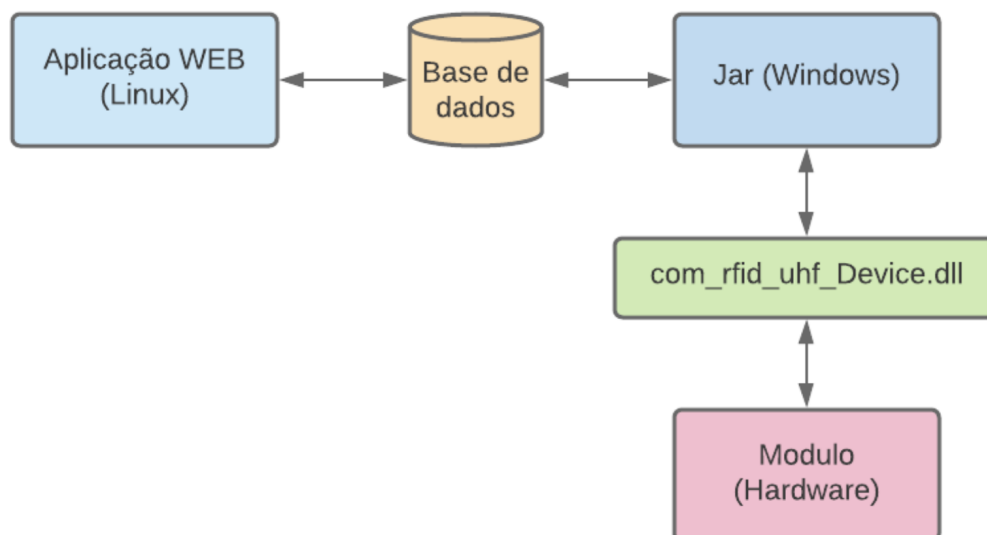 Aplicação WEB
(Linux)
Base de
dados
Jar (Windows)
com_rfid_uhf_Device.dll
Modulo
(Hardware)